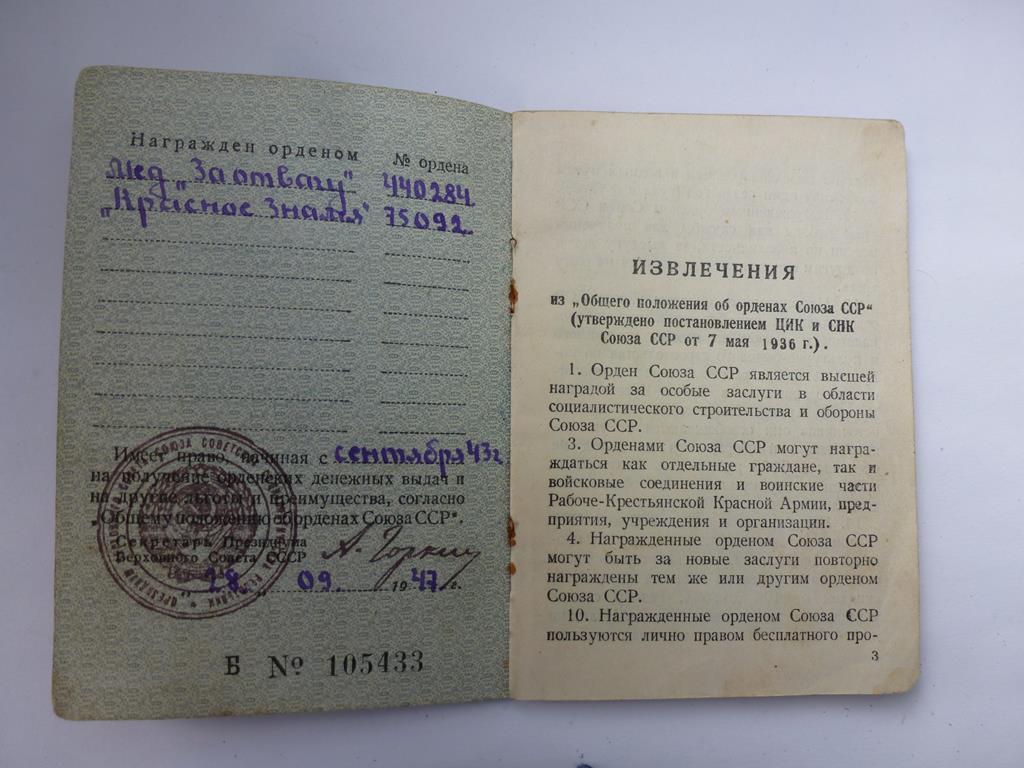 Награжден орденом № ордена
Мед „За отвагу" 440284.
„Красное Знамя" 75092.
Имеет право, начиная с сентября 43 г
на получение орденских денежных выдач и
на другие льготы и преимущества, согласно
„Общему положению об орденах Союза ССР".
Секретарь Президиума
Верховного Совета СССР А. Горкин
28 09. 1947 г.
Б № 105433
ИЗВЛЕЧЕНИЯ
из „Общего положения об орденах Союза ССР"
(утверждено постановлением ЦИК и СНК
Союза ССР от 7 мая 1936 г.).
1. Орден Союза ССР является высшей
наградой за особые заслуги в области
социалистического строительства и обороны
Союза ССР.
3. Орденами Союза ССР могут награ-
ждаться как отдельные граждане, так и
войсковые соединения и воинские части
Рабоче-Крестьянской Красной Армии, пред-
приятия, учреждения и организации.
4. Награжденные орденом Союза ССР
могут быть за новые заслуги повторно
награждены тем же или другим орденом
Союза ССР.
10. Награжденные орденом Союза ССР
пользуются лично правом бесплатного про-
3